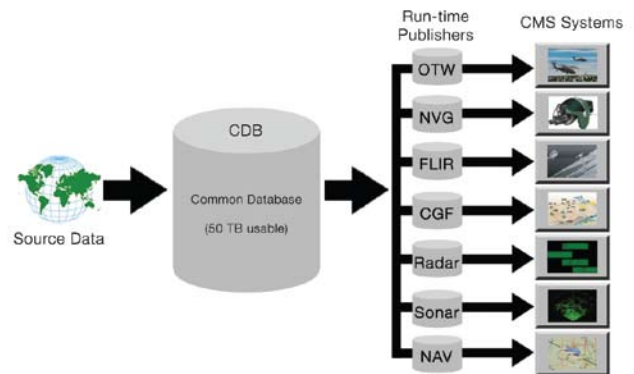 Run-time
Publishers
CMS Systems
OTW
CDB
NVG
FLIR
Common Database
(50 TB usable)
CGF
Source Data
Radar
Sonar
NAV